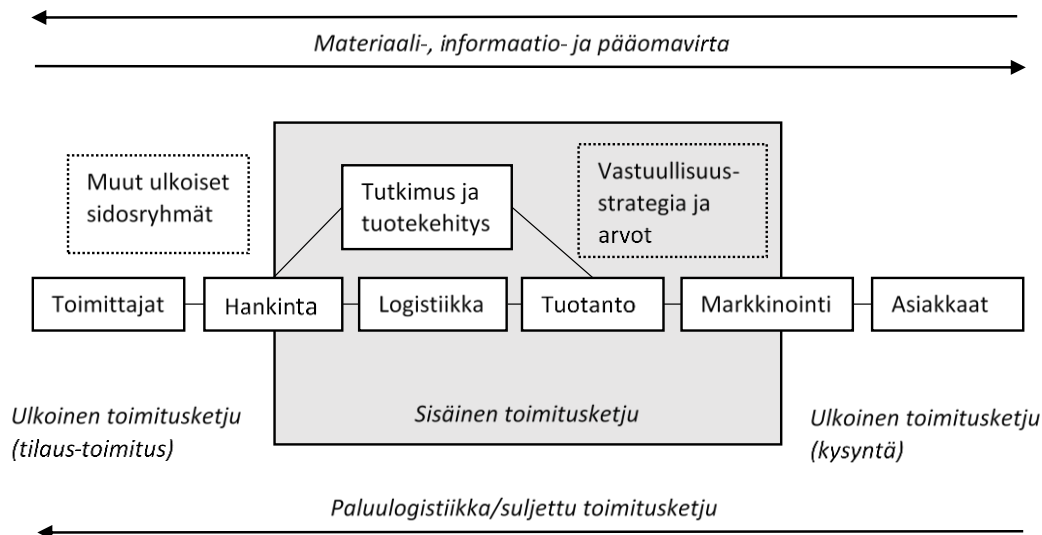 Materiaali-, informaatio- ja pääomavirta
Muut ulkoiset
sidosryhmät
Tutkimus ja
tuotekehitys
Vastuullisuus-
strategia ja
arvot
Toimittajat
Hankinta
Logistiikka
Tuotanto
Markkinointi
Asiakkaat
Ulkoinen toimitusketju
(tilaus-toimitus)
Sisäinen toimitusketju
Ulkoinen toimitusketju
(kysyntä)
Paluulogistiikka/suljettu toimitusketju